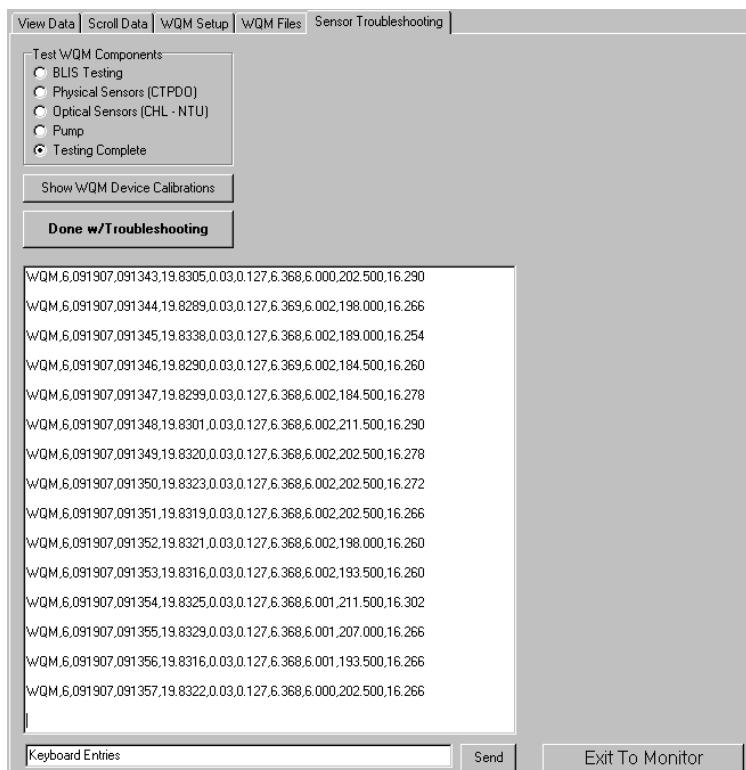 View Data Scroll Data WQM Setup WQM Files Sensor Troubleshooting
Test WQM Components
BLIS Testing
Physical Sensors (CTPDO)
Optical Sensors (CHL - NTU)
Pump
Testing Complete
Show WQM Device Calibrations
Done w/Troubleshooting
WQM,6,091907,091343,19.8305,0.03,0.127,6.368,6.000,202.500,16.290
WQM,6,091907,091344,19.8289,0.03,0.127,6.369,6.002,198.000,16.266
WQM,6,091907,091345,19.8338,0.03,0.127,6.368,6.002,189.000,16.254
WQM,6,091907,091346,19.8290,0.03,0.127,6.369,6.002,184.500,16.260
WQM,6,091907,091347,19.8299,0.03,0.127,6.368,6.002,184.500,16.278
WQM,6,091907,091348,19.8301,0.03,0.127,6.368,6.002,211.500,16.290
WQM,6,091907,091349,19.8320,0.03,0.127,6.368,6.002,202.500,16.278
WQM,6,091907,091350,19.8323,0.03,0.127,6.368,6.002,202.500,16.272
WQM,6,091907,091351,19.8319,0.03,0.127,6.368,6.002,202.500,16.266
WQM,6,091907,091352,19.8321,0.03,0.127,6.368,6.002,198.000,16.260
WQM,6,091907,091353,19.8316,0.03,0.127,6.368,6.002,193.500,16.260
WQM,6,091907,091354,19.8325,0.03,0.127,6.368,6.001,211.500,16.302
WQM,6,091907,091355,19.8329,0.03,0.127,6.368,6.001,207.000,16.266
WQM,6,091907,091356,19.8316,0.03,0.127,6.368,6.001,193.500,16.266
WQM,6,091907,091357,19.8322,0.03,0.127,6.368,6.000,202.500,16.266
Keyboard Entries Send Exit To Monitor